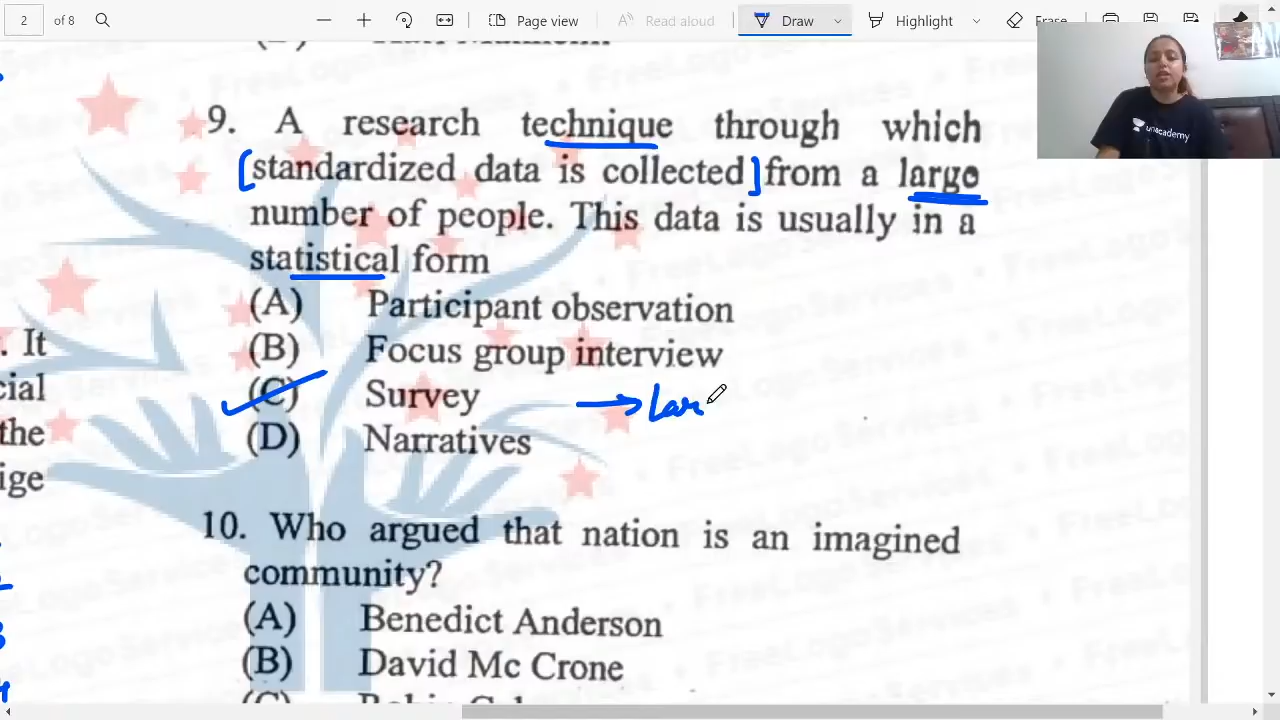 2 of 8 Page view Read aloud Draw Highlight Erase
9. A research technique through which
[standardized data is collected] from a large
number of people. This data is usually in a
statistical form
(A) Participant observation
(B) Focus group interview
(C) Survey → Lar
(D) Narratives
10. Who argued that nation is an imagined
community?
(A) Benedict Anderson
(B) David Mc Crone
. It
cial
the
ige
unacademy